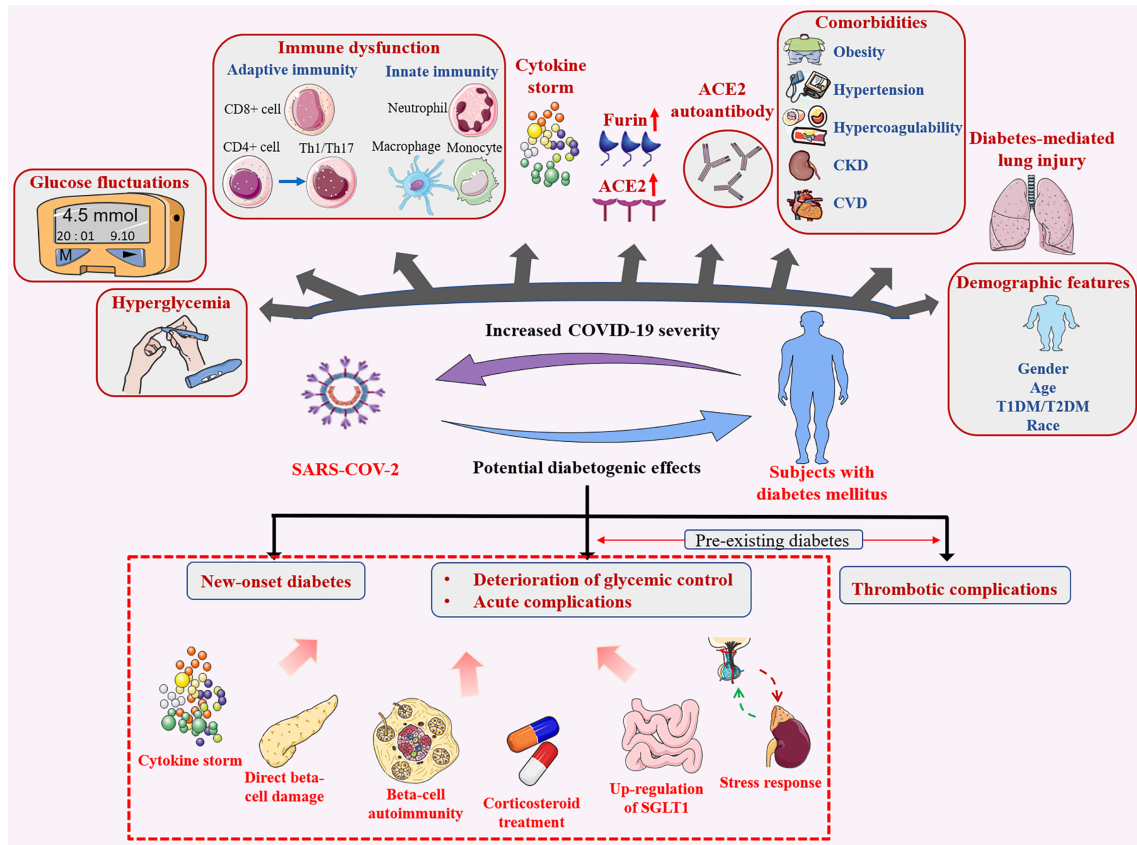 Glucose fluctuations
4.5 mmol
20 : 01 9.10
M
Hyperglycemia
Immune dysfunction
Adaptive immunity
Innate immunity
CD8+ cell
Neutrophil
CD4+ cell
Th1/Th17
Macrophage
Monocyte
Cytokine
storm
Furin
ACE2
ACE2
autoantibody
Comorbidities
Obesity
Hypertension
Hypercoagulability
CKD
CVD
Diabetes-mediated
lung injury
Demographic features
Gender
Age
T1DM/T2DM
Race
Increased COVID-19 severity
SARS-COV-2
Potential diabetogenic effects
Subjects with
diabetes mellitus
Pre-existing diabetes
New-onset diabetes
• Deterioration of glycemic control
• Acute complications
Thrombotic complications
Cytokine storm
Direct beta-
cell damage
Beta-cell
autoimmunity
Corticosteroid
treatment
Up-regulation
of SGLT1
Stress response